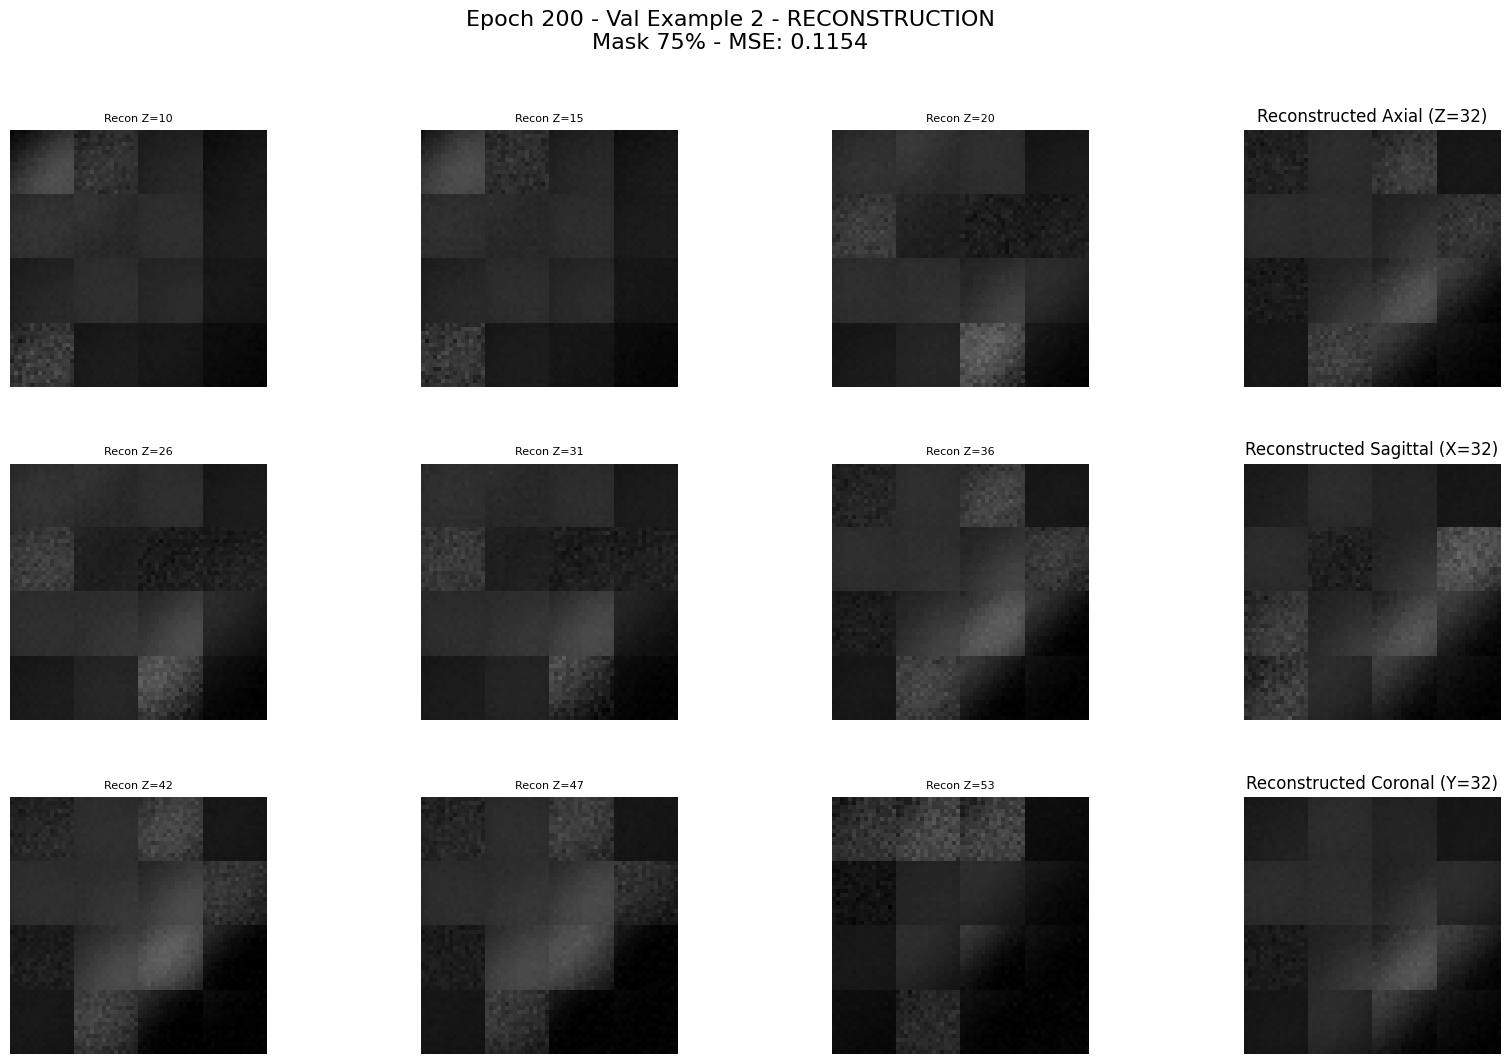 Epoch 200 - Val Example 2 - RECONSTRUCTION
Mask 75% - MSE: 0.1154
Recon Z=10
Recon Z=15
Recon Z=20
Reconstructed Axial (Z=32)
Recon Z=26
Recon Z=31
Recon Z=36
Reconstructed Sagittal (X=32)
Recon Z=42
Recon Z=47
Recon Z=53
Reconstructed Coronal (Y=32)